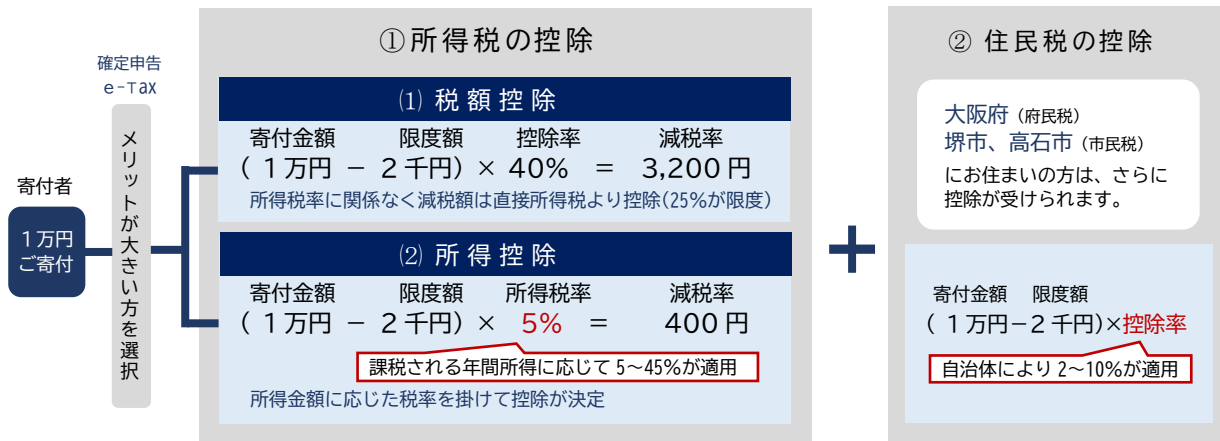 寄付者
1万円
ご寄付
確定申告
e-Tax
メリットが大きい方を選択
①所得税の控除
⑴ 税額控除
寄付金額 限度額 控除率 減税率
( 1万円 − 2千円) × 40% = 3,200円
所得税率に関係なく減税額は直接所得税より控除(25%が限度)
⑵ 所得控除
寄付金額 限度額 所得税率 減税率
( 1万円 − 2千円) × 5% = 400円
課税される年間所得に応じて 5~45%が適用
所得金額に応じた税率を掛けて控除が決定
+
② 住民税の控除
大阪府 (府民税)
堺市、高石市 (市民税)
にお住まいの方は、さらに
控除が受けられます。
寄付金額 限度額
( 1万円−2千円)×控除率
自治体により 2~10%が適用